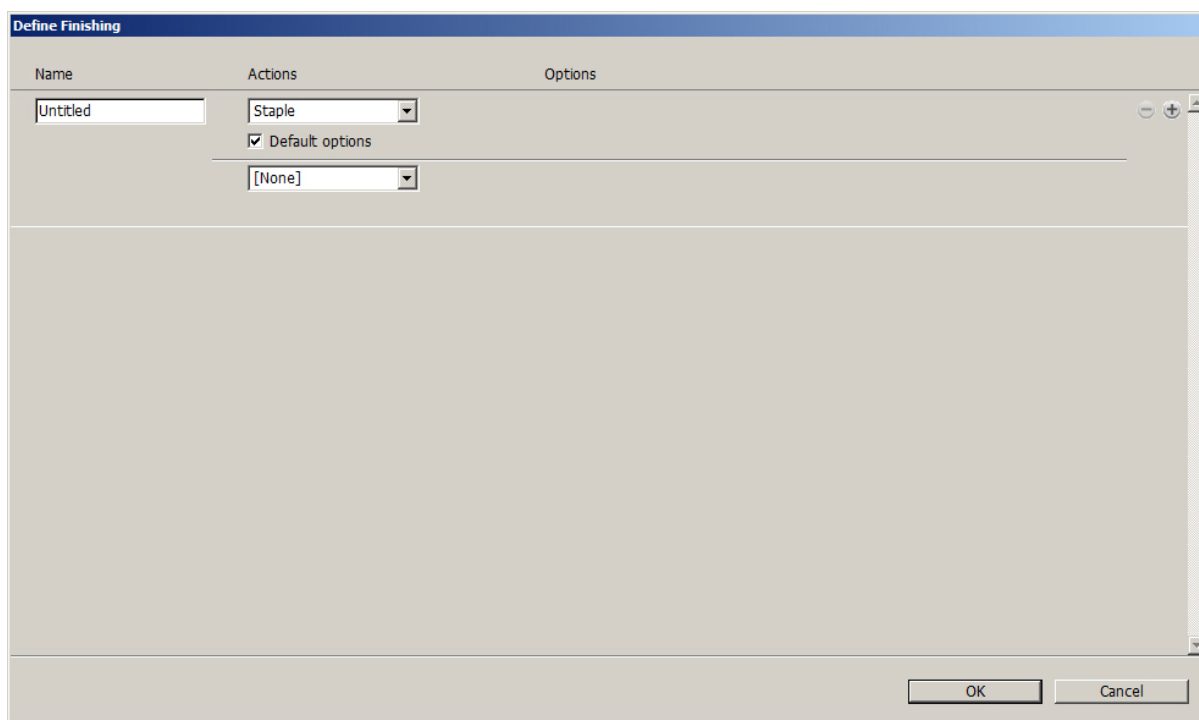 Define Finishing
Name Actions Options
Untitled Staple
Default options
[None]
OK Cancel